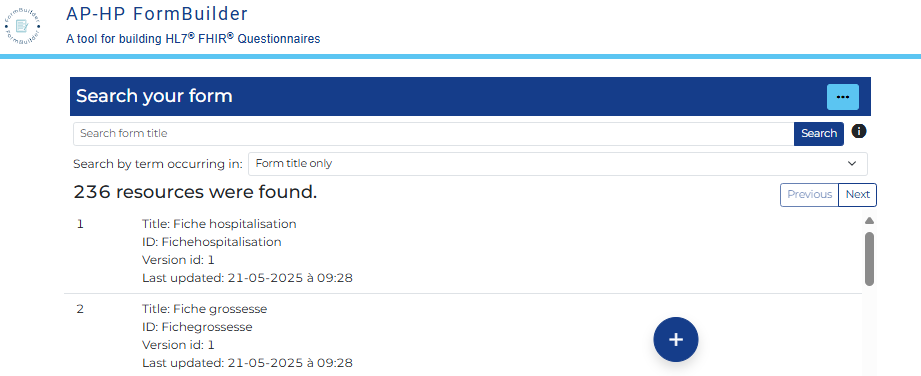 FormBuilder
FormBuilder
AP-HP FormBuilder
A tool for building HL7® FHIR® Questionnaires
Search your form
...
Search form title
Search
i
Search by term occurring in:
Form title only
236 resources were found.
Previous
Next
1
Title: Fiche hospitalisation
ID: Fichehospitalisation
Version id: 1
Last updated: 21-05-2025 à 09:28
2
Title: Fiche grossesse
ID: Fichegrossesse
Version id: 1
Last updated: 21-05-2025 à 09:28
+